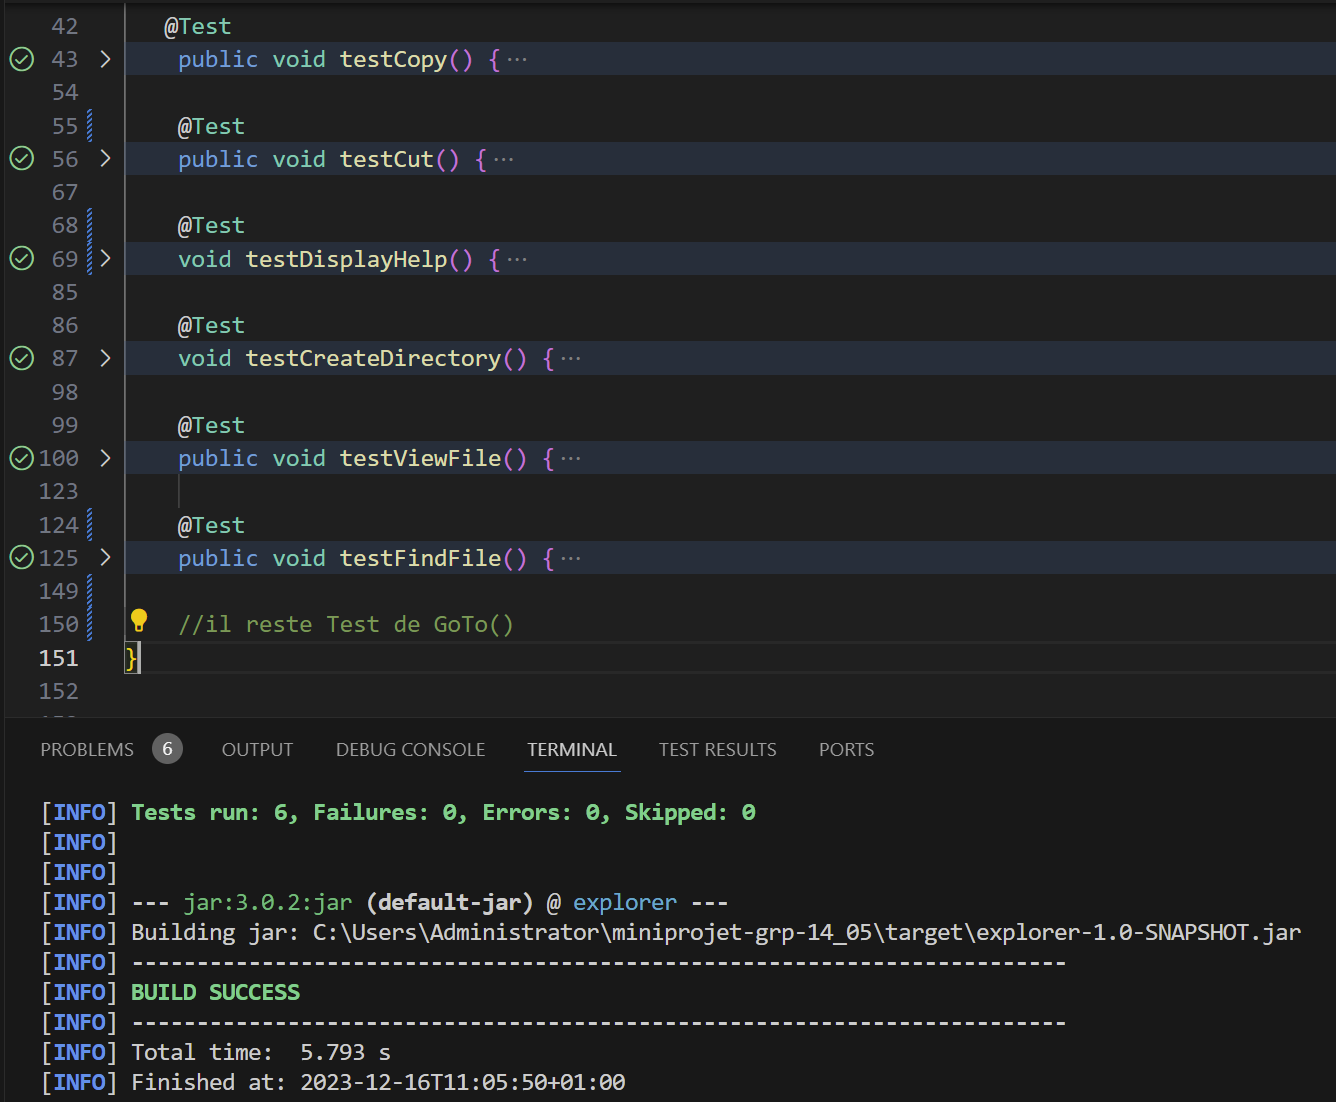 42 @Test
43 > public void testCopy() { ...
54
55 @Test
56 > public void testCut() { ...
67
68 @Test
69 > void testDisplayHelp() { ...
85
86 @Test
87 > void testCreateDirectory() { ...
98
99 @Test
100 > public void testViewFile() { ...
123
124 @Test
125 > public void testFindFile() { ...
149
150 //il reste Test de GoTo()
151 }
152
PROBLEMS 6 OUTPUT DEBUG CONSOLE TERMINAL TEST RESULTS PORTS
[INFO] Tests run: 6, Failures: 0, Errors: 0, Skipped: 0
[INFO]
[INFO]
[INFO] --- jar:3.0.2:jar (default-jar) @ explorer ---
[INFO] Building jar: C:\Users\Administrator\miniprojet-grp-14_05\target\explorer-1.0-SNAPSHOT.jar
[INFO] ------------------------------------------------------------------------
[INFO] BUILD SUCCESS
[INFO] ------------------------------------------------------------------------
[INFO] Total time:  5.793 s
[INFO] Finished at: 2023-12-16T11:05:50+01:00